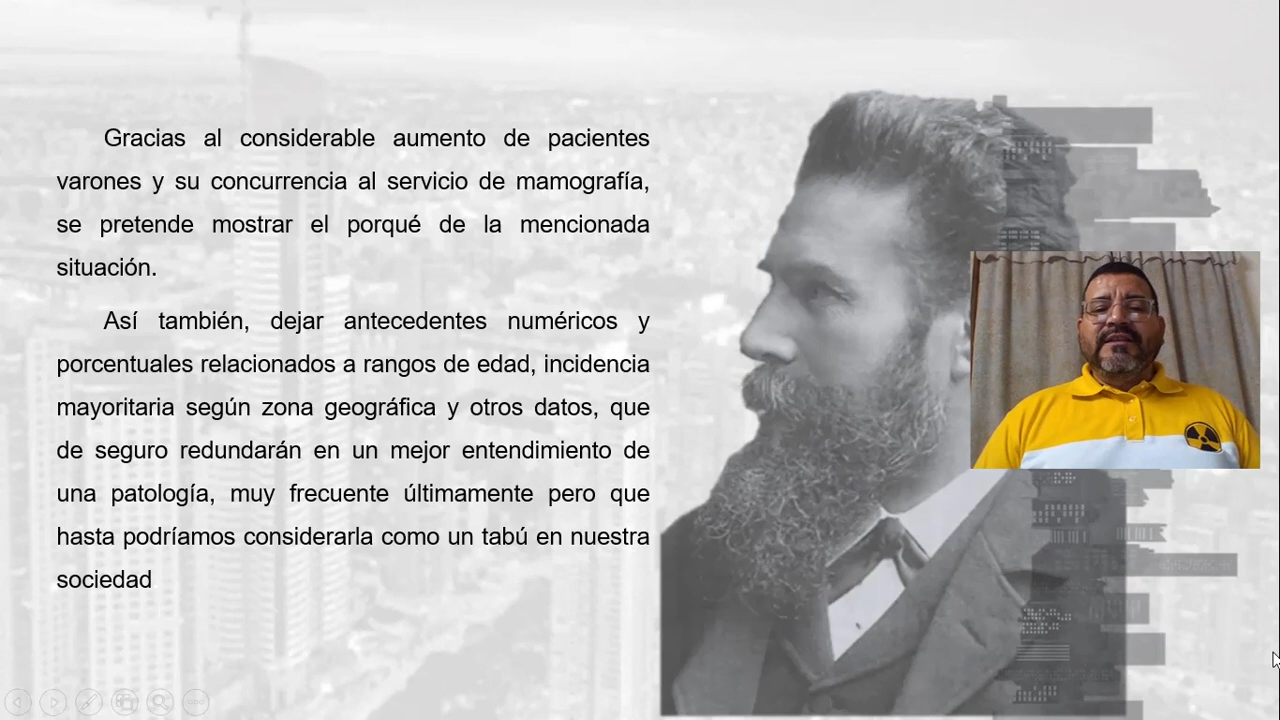 Gracias al considerable aumento de pacientes
varones y su concurrencia al servicio de mamografía,
se pretende mostrar el porqué de la mencionada
situación.
Así también, dejar antecedentes numéricos y
porcentuales relacionados a rangos de edad, incidencia
mayoritaria según zona geográfica y otros datos, que
de seguro redundarán en un mejor entendimiento de
una patología, muy frecuente últimamente pero que
hasta podríamos considerarla como un tabú en nuestra
sociedad